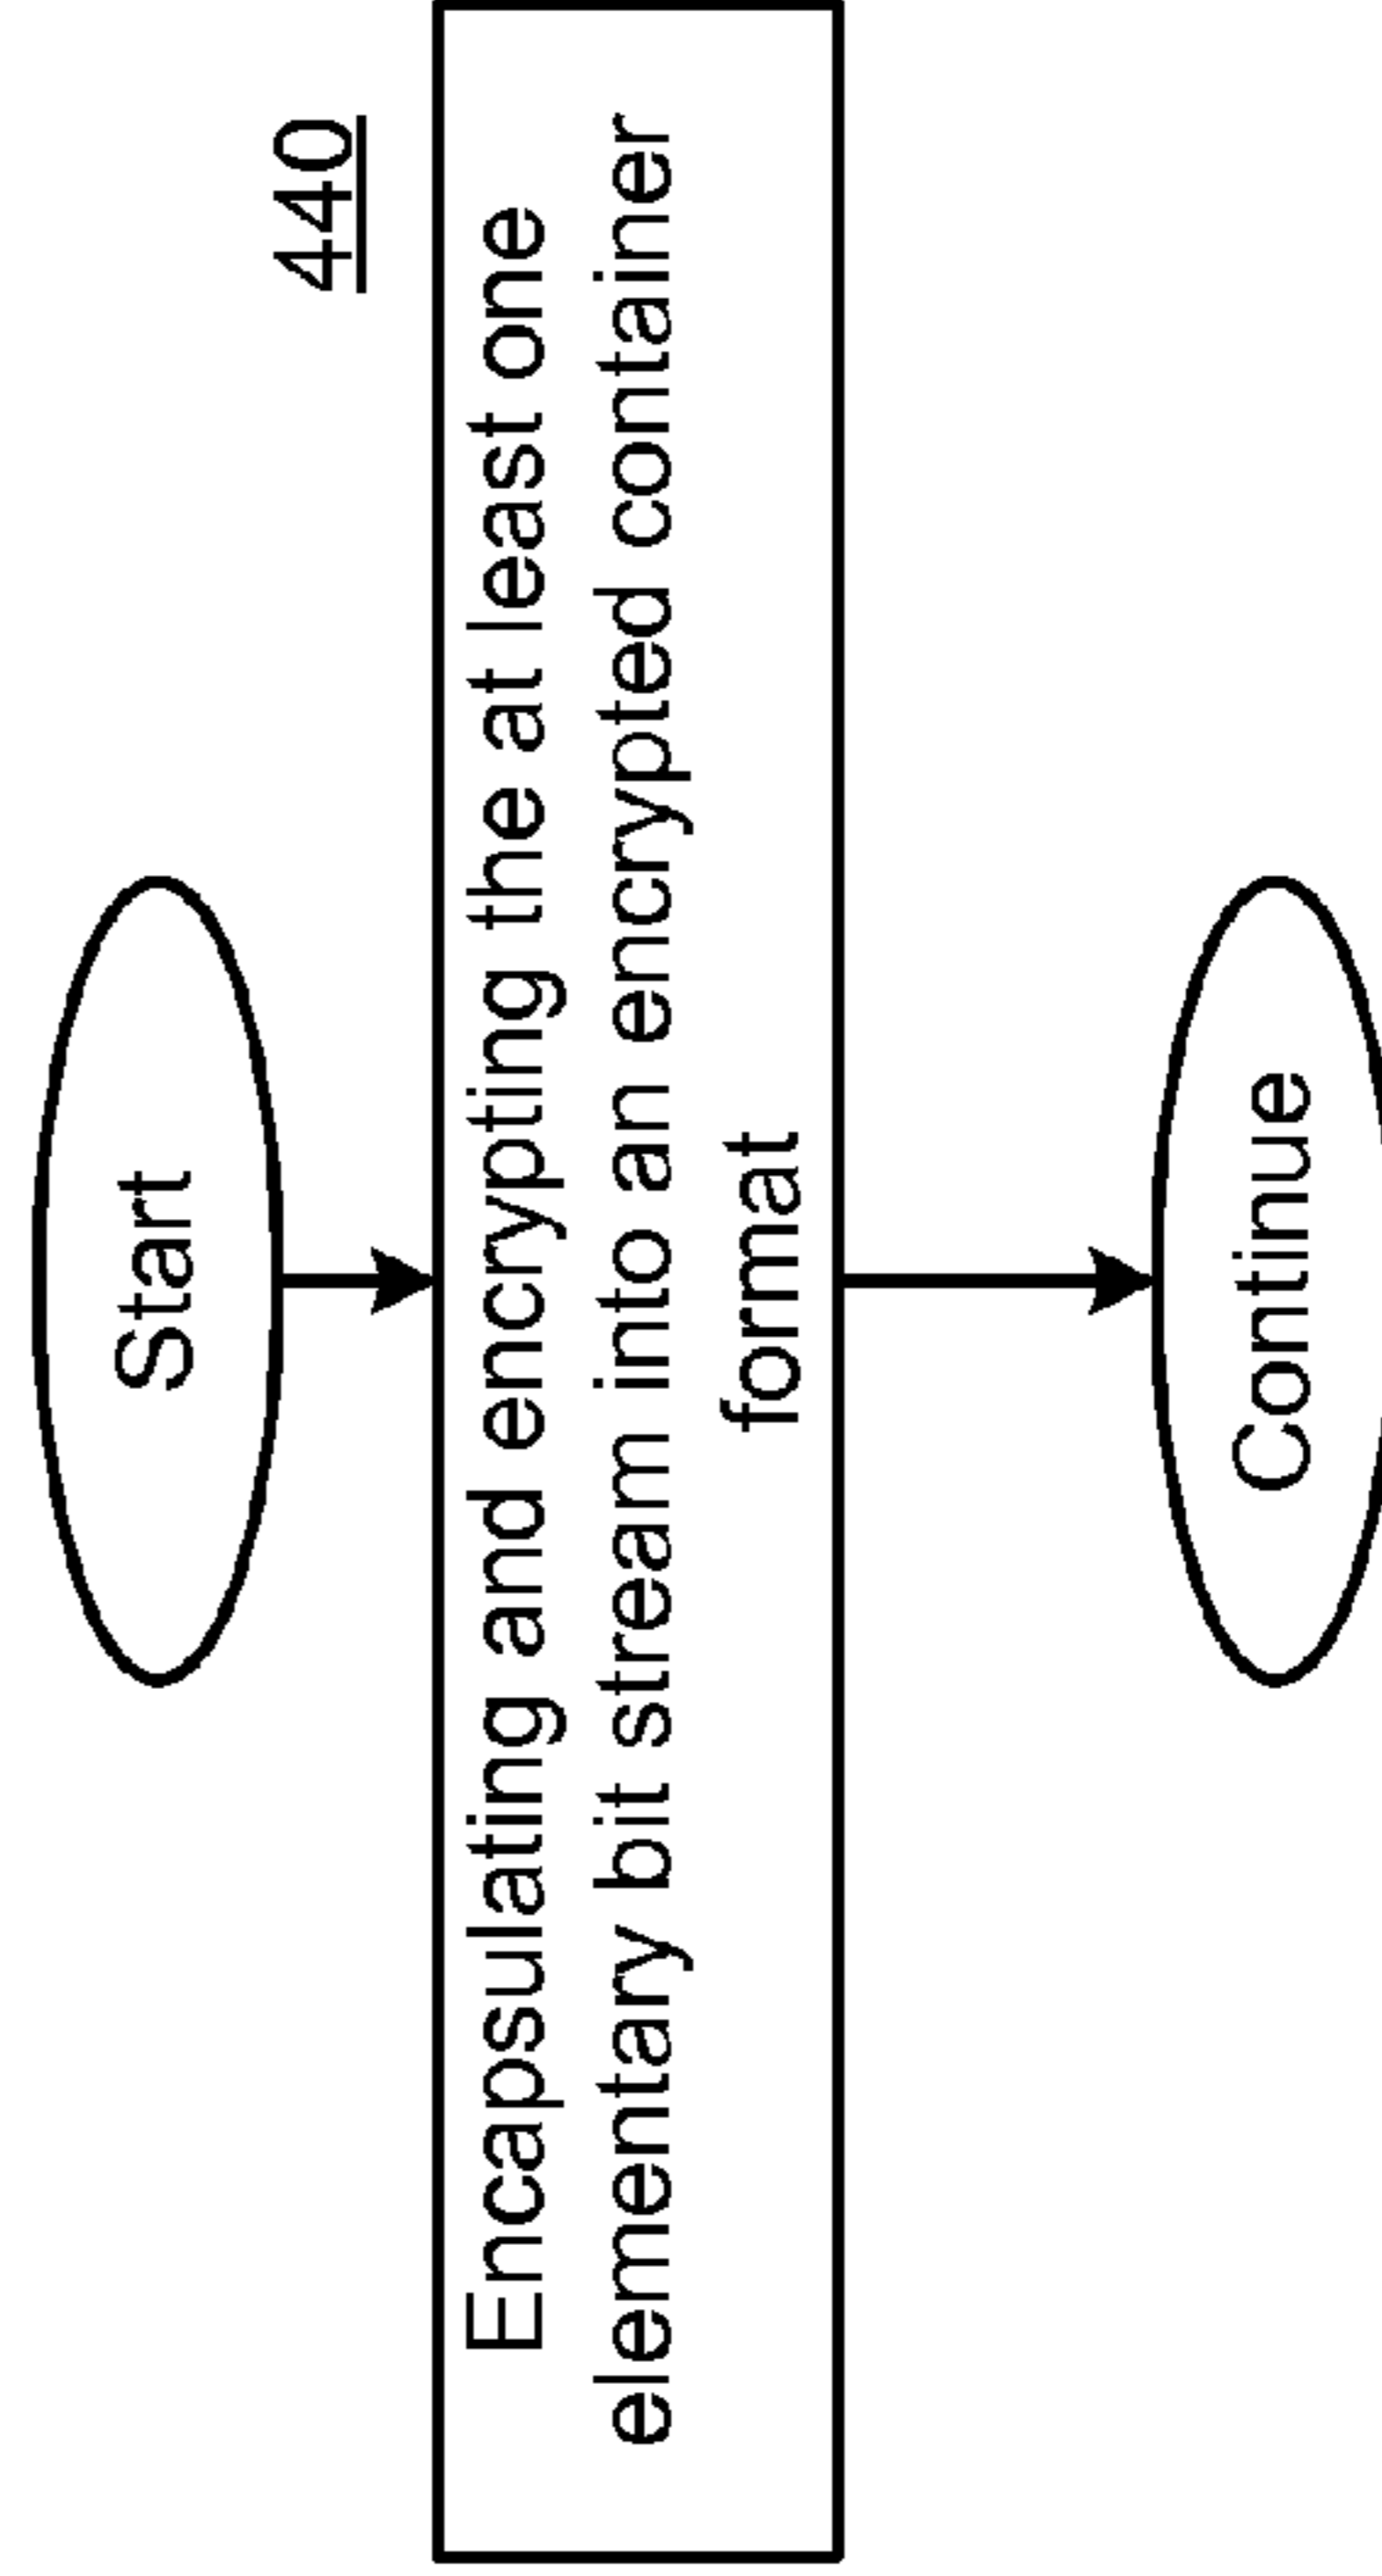 Start
440
Encapsulating and encrypting the at least one
elementary bit stream into an encrypted container
format
Continue